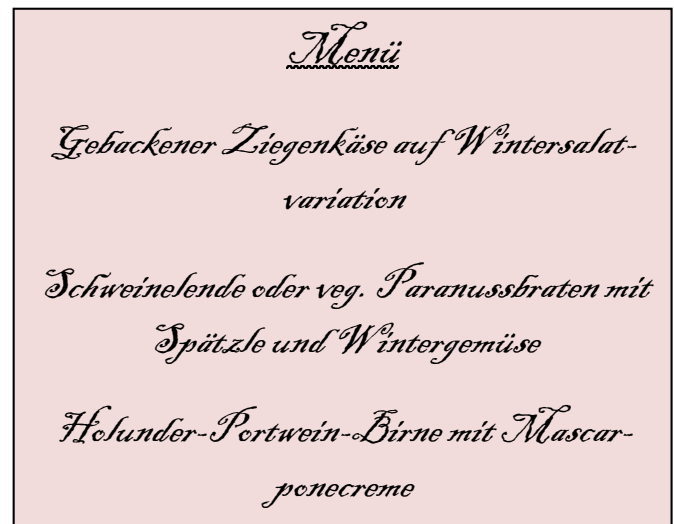 Menü
Gebackener Ziegenkäse auf Wintersalat-
variation
Schweinelende oder veg. Paranussbraten mit
Spätzle und Wintergemüse
Holunder-Portwein-Birne mit Mascar-
ponecreme